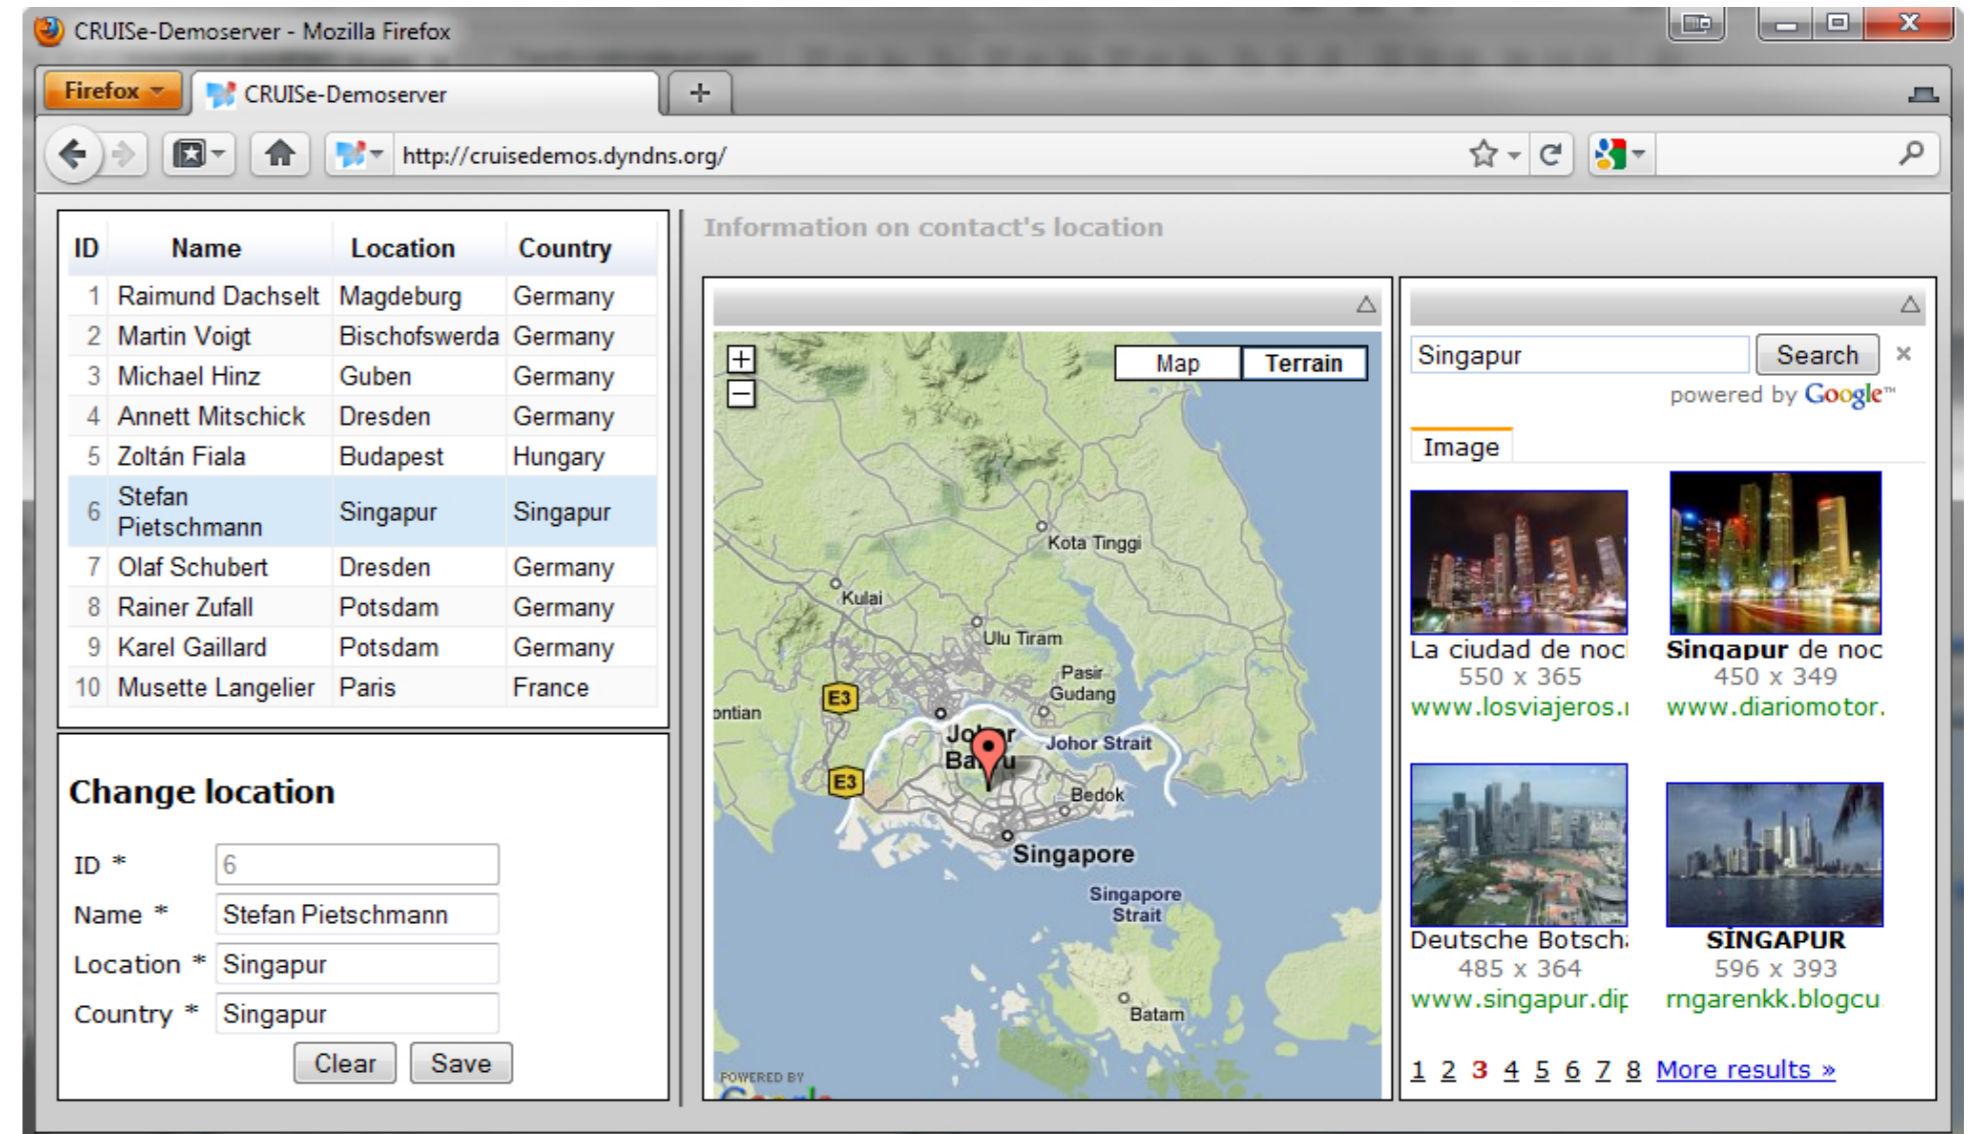 CRUISe-Demoserver - Mozilla Firefox
Firefox
CRUISe-Demoserver
http://cruisedemos.dyndns.org/
ID Name Location Country
1 Raimund Dachselt Magdeburg Germany
2 Martin Voigt Bischofswerda Germany
3 Michael Hinz Guben Germany
4 Annett Mitschick Dresden Germany
5 Zoltán Fiala Budapest Hungary
6 Stefan Pietschmann Singapur Singapur
7 Olaf Schubert Dresden Germany
8 Rainer Zufall Potsdam Germany
9 Karel Gaillard Potsdam Germany
10 Musette Langelier Paris France
Change location
ID * 6
Name * Stefan Pietschmann
Location * Singapur
Country * Singapur
Clear Save
Information on contact's location
Map Terrain
Kota Tinggi
Kulai
Ulu Tiram
Pasir
Gudang
E3
ontian
Johor
Bahru
Johor Strait
E3
Bedok
Singapore
Singapore
Strait
Batam
POWERED BY
Google
Singapur Search
powered by Google™
Image
La ciudad de noc
550 x 365
www.losviajeros.
Singapur de noc
450 x 349
www.diariomotor.
Deutsche Botsch
485 x 364
www.singapur.dip
SİNGAPUR
596 x 393
rngarenkk.blogcu.
1 2 3 4 5 6 7 8 More results »